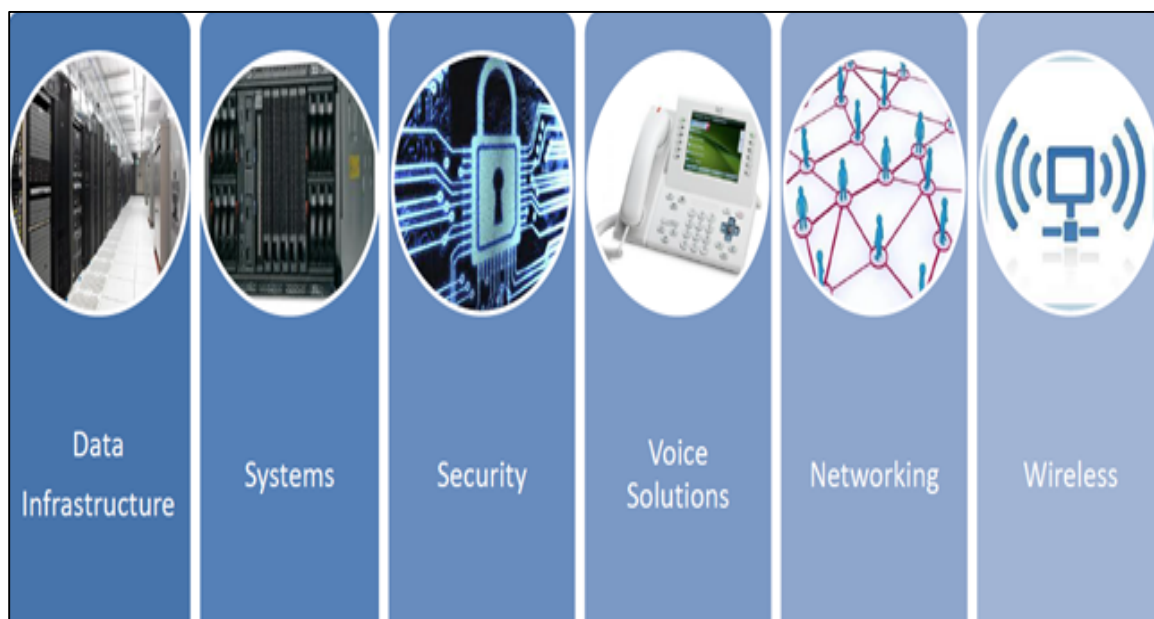 Data
Infrastructure
Systems
Security
Voice
Solutions
Networking
Wireless